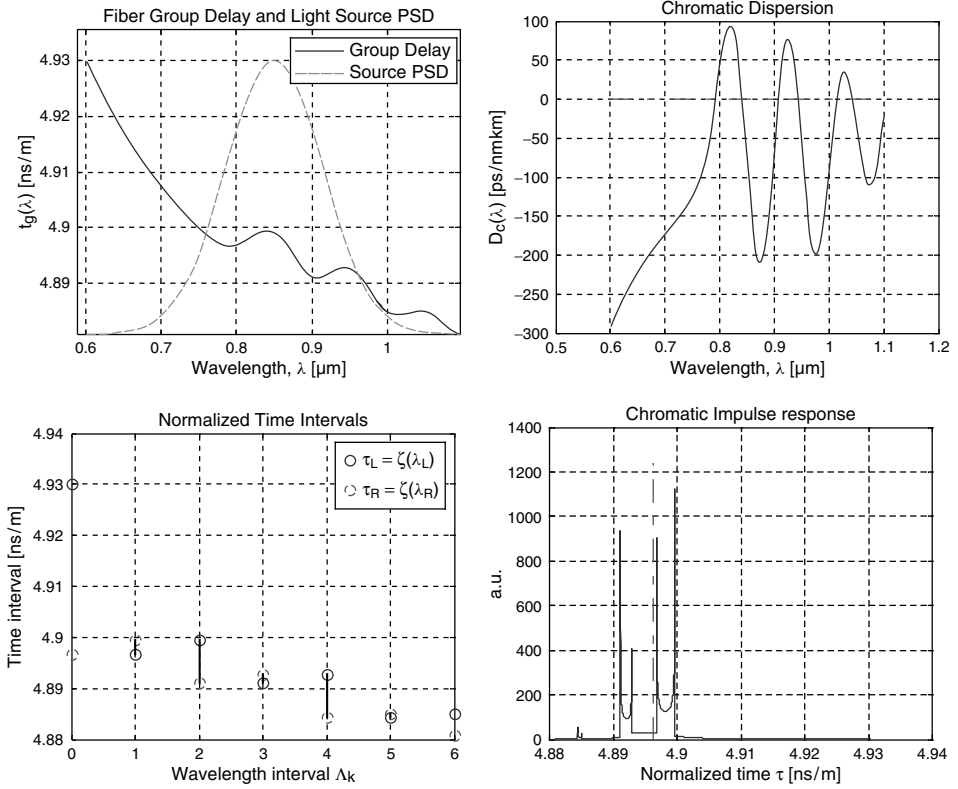 Fiber Group Delay and Light Source PSD
Group Delay
Source PSD
4.93
4.92
4.91
4.9
4.89
t_g(λ) [ns/m]
0.6 0.7 0.8 0.9 1
Wavelength, λ [µm]
Chromatic Dispersion
100
50
0
−50
−100
−150
−200
−250
−300
D_c(λ) [ps/nmkm]
0.5 0.6 0.7 0.8 0.9 1 1.1 1.2
Wavelength, λ [µm]
Normalized Time Intervals
τ_L = ζ(λ_L)
τ_R = ζ(λ_R)
4.94
4.93
4.92
4.91
4.9
4.89
4.88
Time interval [ns/m]
0 1 2 3 4 5 6
Wavelength interval Λ_k
Chromatic Impulse response
1400
1200
1000
800
600
400
200
0
a.u.
4.88 4.89 4.9 4.91 4.92 4.93 4.94
Normalized time τ [ns/m]